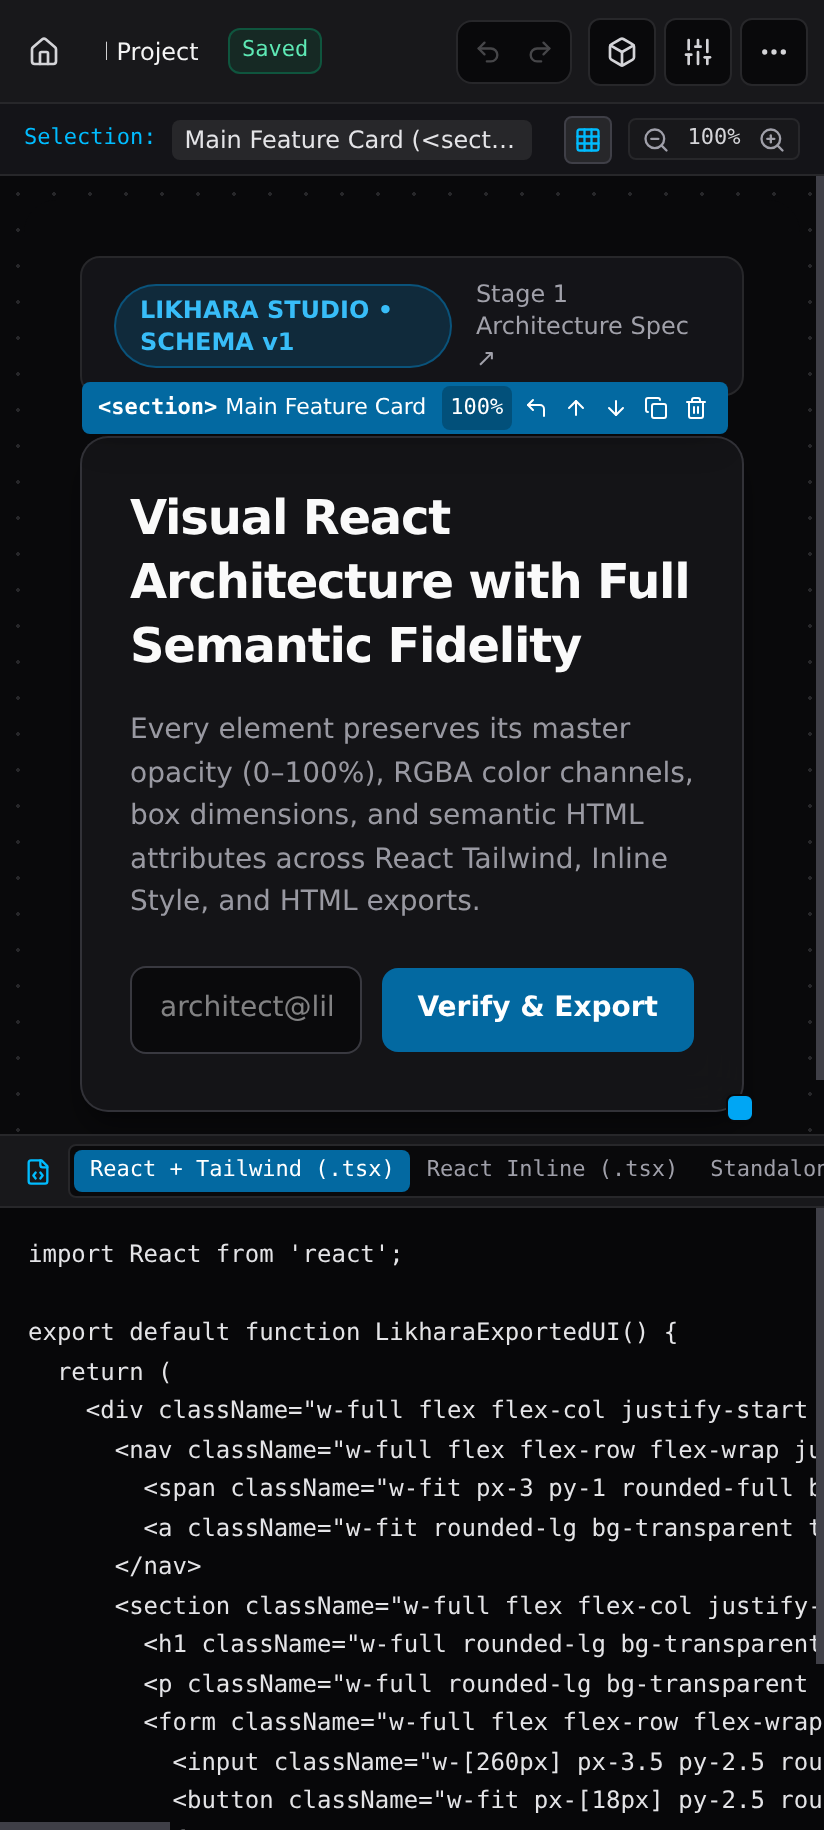 Project
Saved
Selection:
Main Feature Card (<sect...
100%
LIKHARA STUDIO •
SCHEMA v1
Stage 1
Architecture Spec
↗
<section> Main Feature Card 100%
Visual React
Architecture with Full
Semantic Fidelity
Every element preserves its master
opacity (0–100%), RGBA color channels,
box dimensions, and semantic HTML
attributes across React Tailwind, Inline
Style, and HTML exports.
architect@lil
Verify & Export
React + Tailwind (.tsx)
React Inline (.tsx)
Standalon
import React from 'react';
export default function LikharaExportedUI() {
return (
<div className="w-full flex flex-col justify-start
<nav className="w-full flex flex-row flex-wrap ju
<span className="w-fit px-3 py-1 rounded-full b
<a className="w-fit rounded-lg bg-transparent t
</nav>
<section className="w-full flex flex-col justify-
<h1 className="w-full rounded-lg bg-transparent
<p className="w-full rounded-lg bg-transparent
<form className="w-full flex flex-row flex-wrap
<input className="w-[260px] px-3.5 py-2.5 rou
<button className="w-fit px-[18px] py-2.5 rou